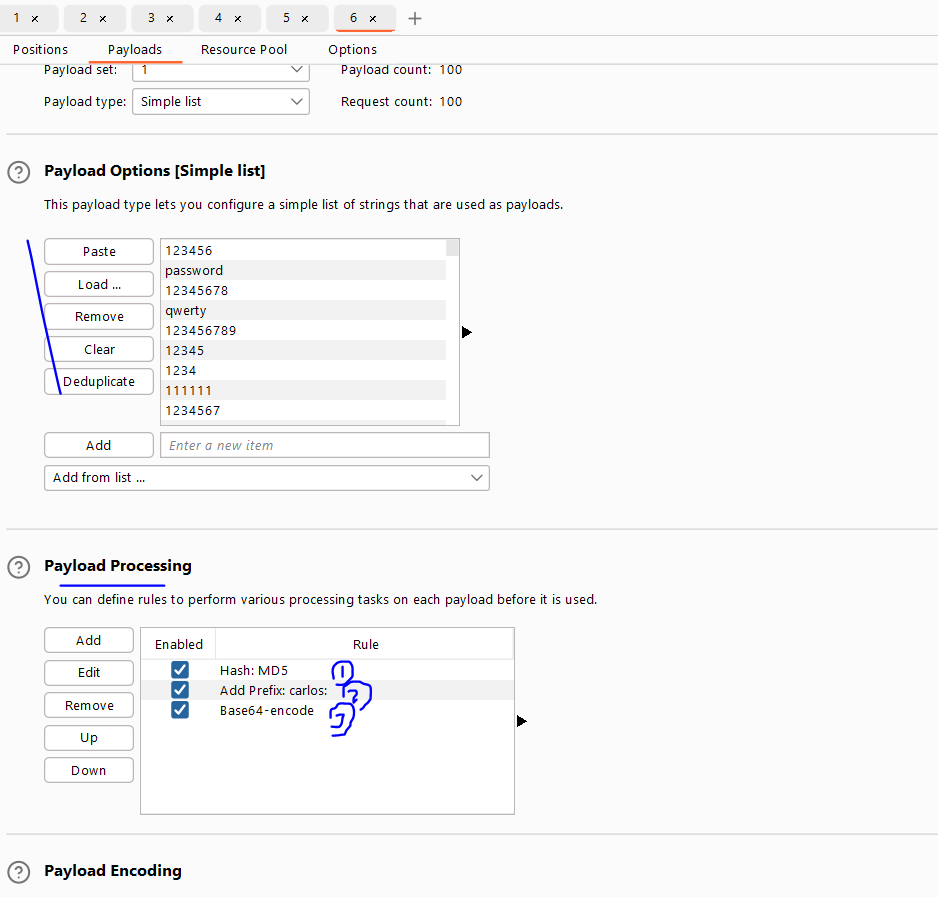 1 × 2 × 3 × 4 × 5 × 6 × +
Positions Payloads Resource Pool Options
Payload set: 1 Payload count: 100
Payload type: Simple list Request count: 100
? Payload Options [Simple list]
This payload type lets you configure a simple list of strings that are used as payloads.
Paste 123456
password
Load ... 12345678
qwerty
Remove 123456789
Clear 12345
1234
Deduplicate 111111
1234567
Add Enter a new item
Add from list ...
? Payload Processing
You can define rules to perform various processing tasks on each payload before it is used.
Add Enabled Rule
Edit Hash: MD5 1
Add Prefix: carlos: 2
Remove Base64-encode 3
Up
Down
? Payload Encoding